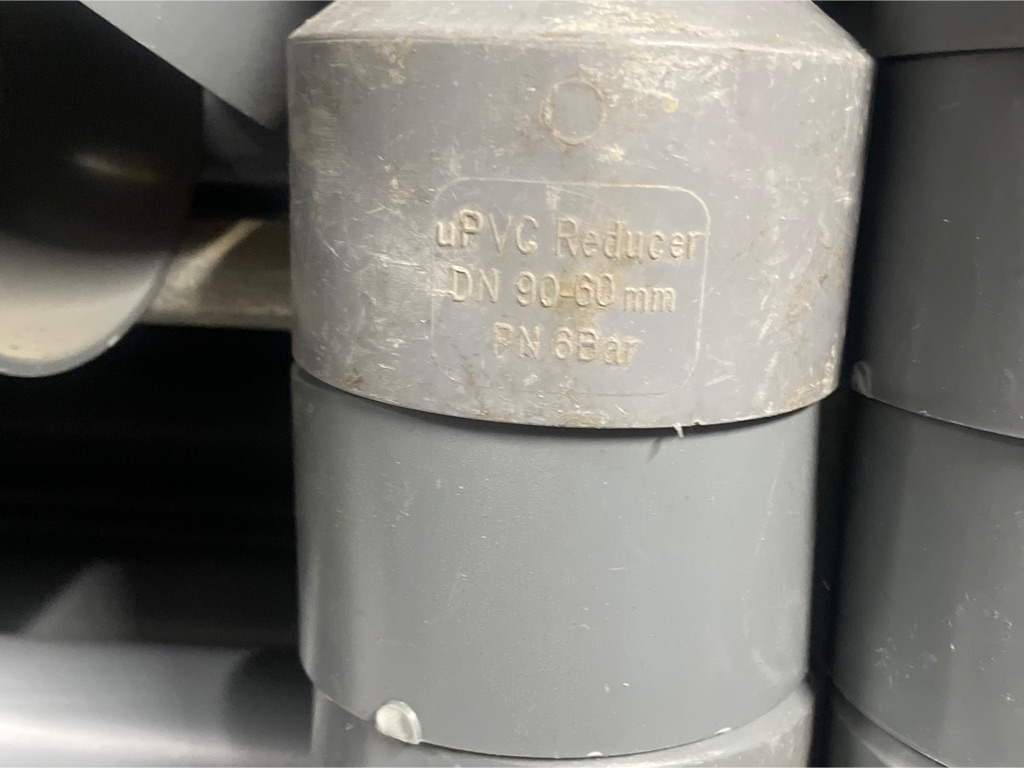 uPVC Reducer
DN 90-60 mm
PN 6Bar